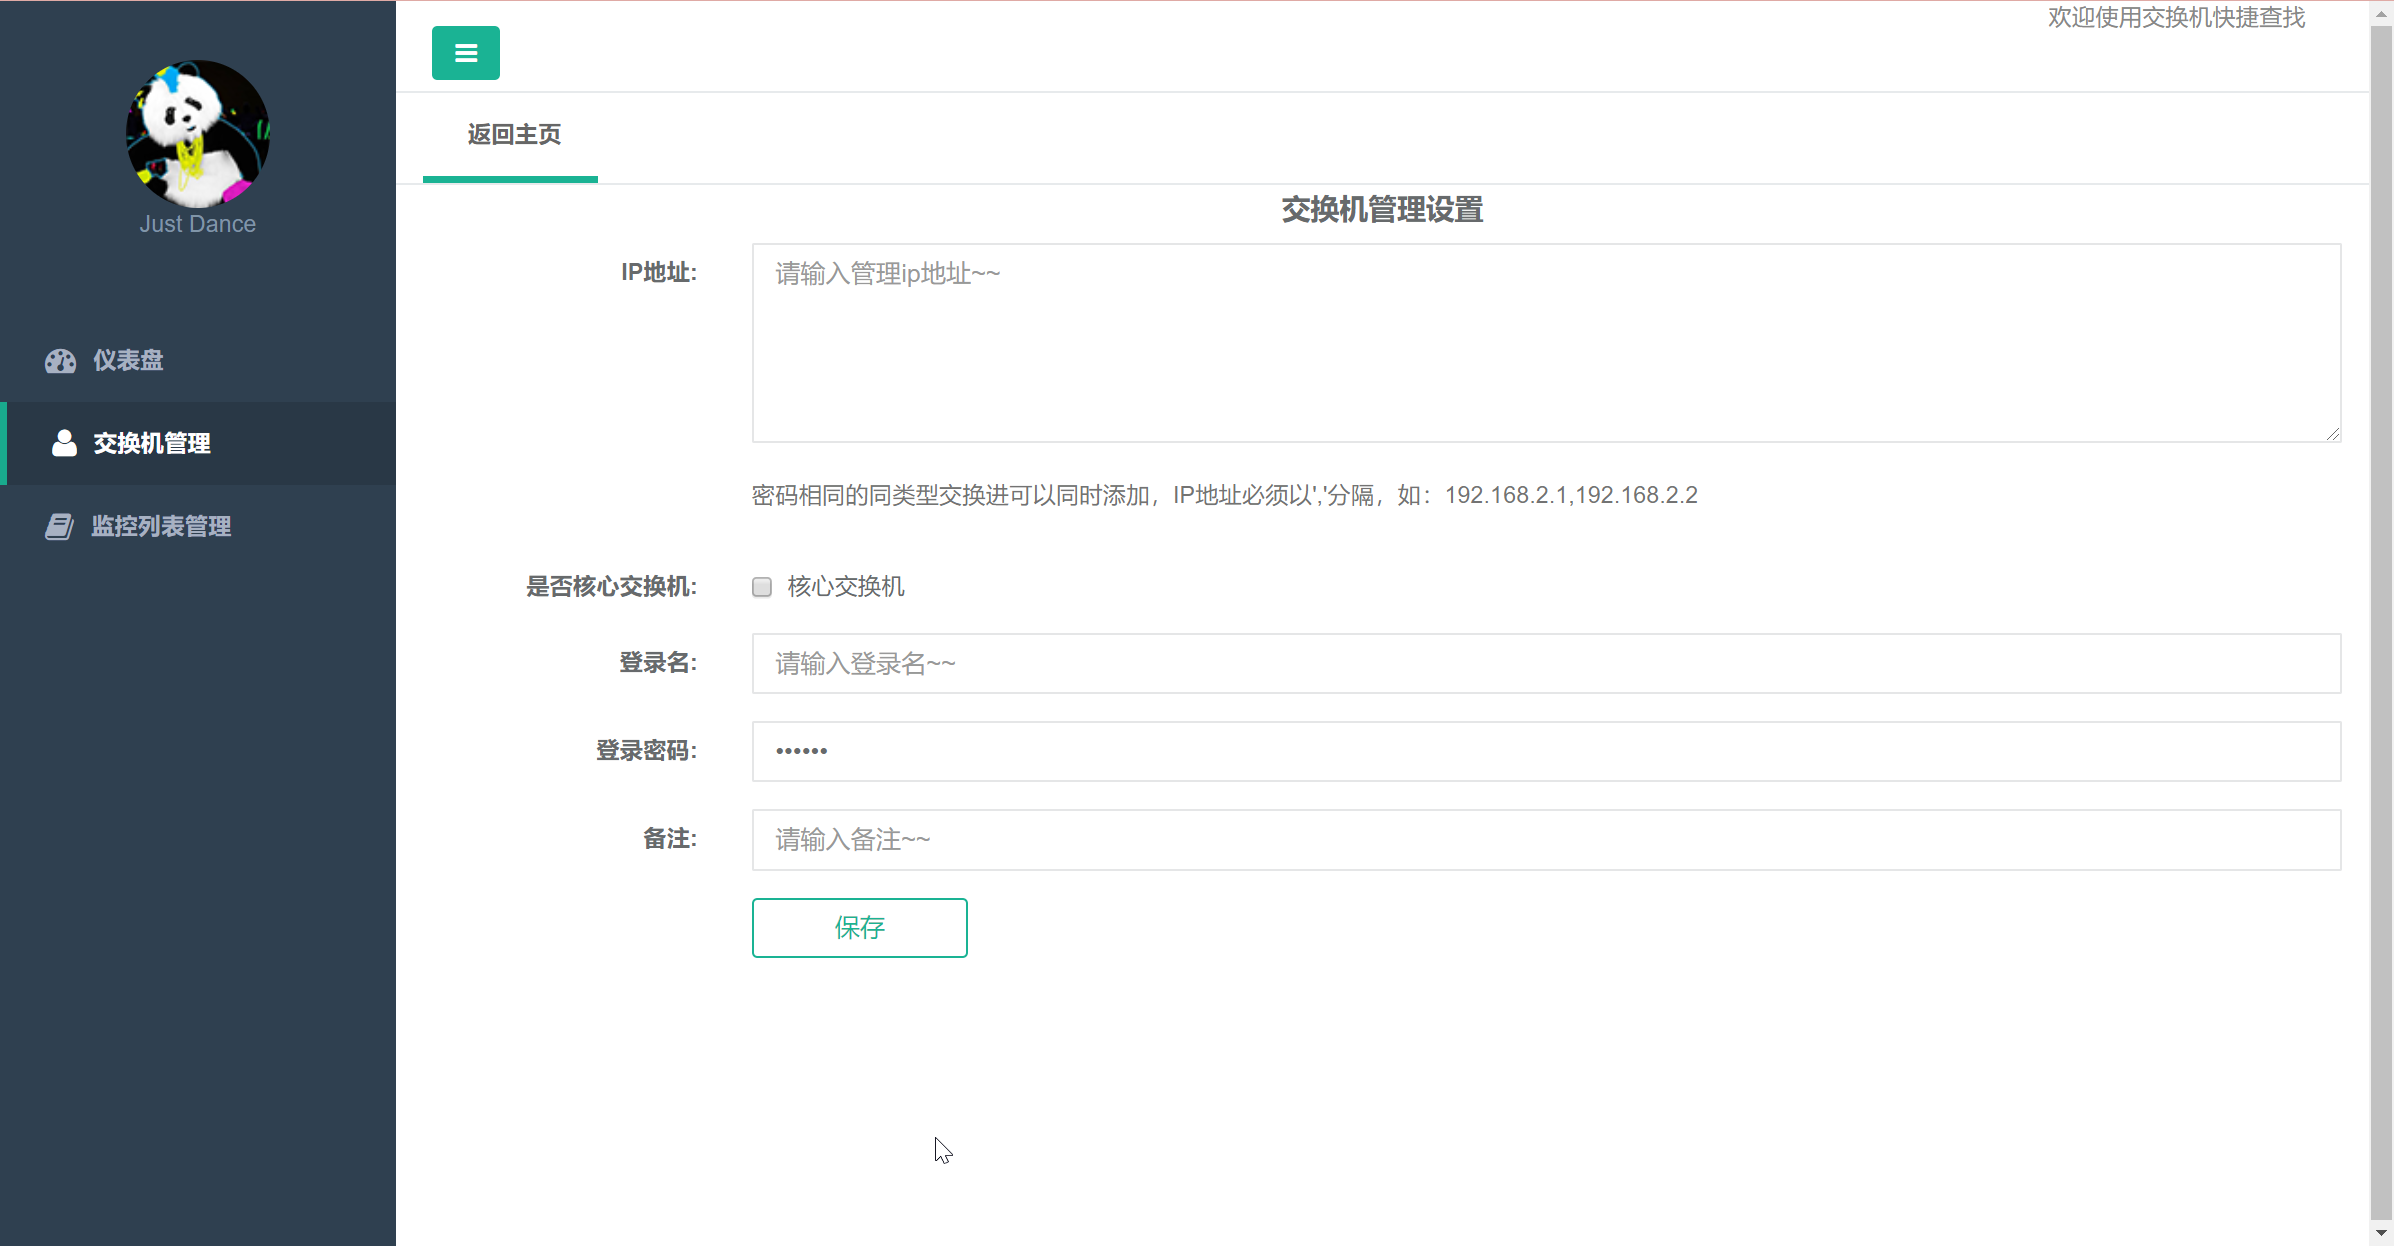 欢迎使用交换机快捷查找
Just Dance
仪表盘
交换机管理
监控列表管理
返回主页
交换机管理设置
IP地址:
请输入管理ip地址~~
密码相同的同类型交换进可以同时添加，IP地址必须以','分隔，如：192.168.2.1,192.168.2.2
是否核心交换机: 核心交换机
登录名: 请输入登录名~~
登录密码: ••••••
备注: 请输入备注~~
保存